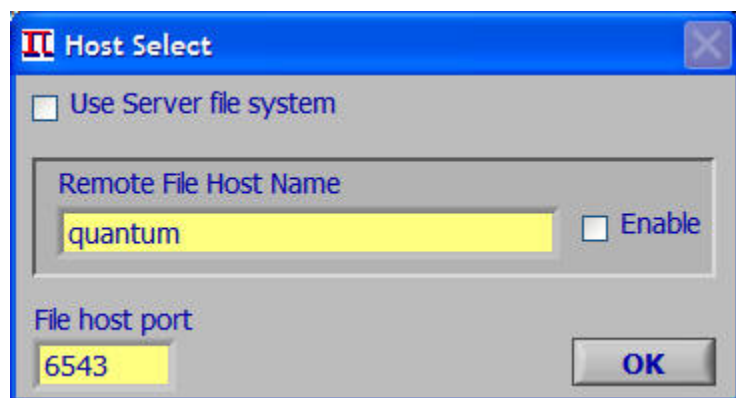 Host Select
Use Server file system
Remote File Host Name
quantum
Enable
File host port
6543
OK